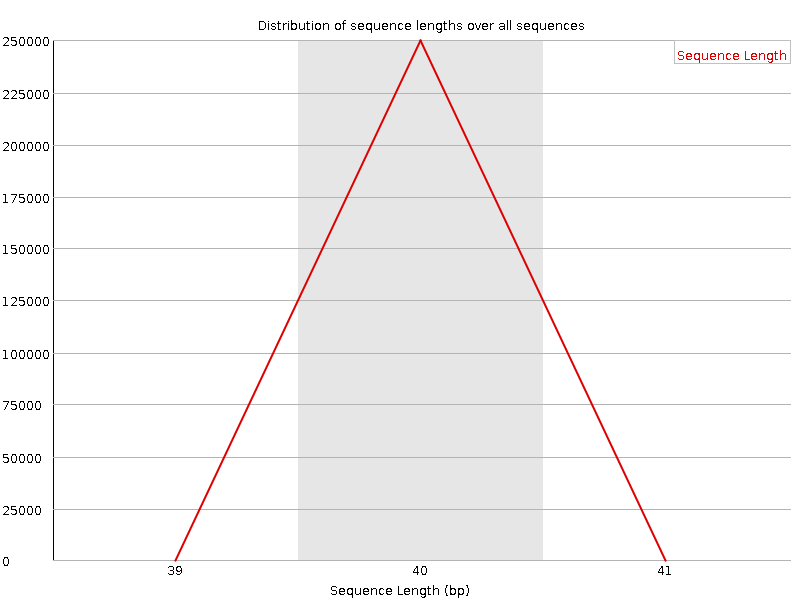 Distribution of sequence lengths over all sequences
Sequence Length
250000
225000
200000
175000
150000
125000
100000
75000
50000
25000
0
39 40 41
Sequence Length (bp)